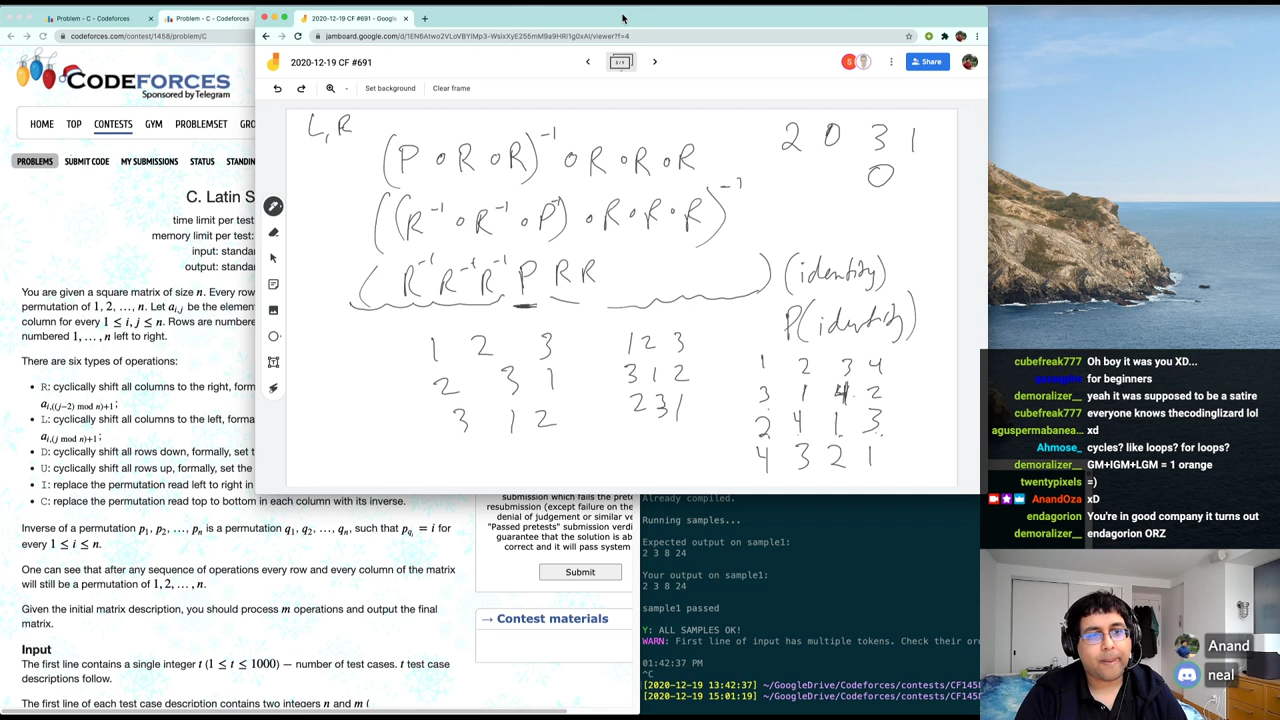 Problem - C - Codeforces
Problem - C - Codeforces
2020-12-19 CF #691 - Google
codeforces.com/contest/1458/problem/C
jamboard.google.com/d/1EN6Atwo2VLoVBYiMp3-WsixXyE255mM9a9HRI1g0xAI/viewer?f=4
2020-12-19 CF #691
Share
Set background
Clear frame
CODEFORCES
Sponsored by Telegram
HOME TOP CONTESTS GYM PROBLEMSET
PROBLEMS SUBMIT CODE MY SUBMISSIONS STATUS
C. Latin S
time limit per test:
memory limit per test:
input: standa
output: standa
You are given a square matrix of size n. Every row
permutation of 1, 2, …, n. Let a i,j be the elemen
column for every 1 ≤ i, j ≤ n. Rows are number
numbered 1, …, n left to right.
There are six types of operations:
R: cyclically shift all columns to the right, form
a i,((j−2) mod n)+1;
L: cyclically shift all columns to the left, forma
a i,(j mod n)+1;
D: cyclically shift all rows down, formally, set t
U: cyclically shift all rows up, formally, set the
I: replace the permutation read left to right in
C: replace the permutation read top to bottom in each column with its inverse.
Inverse of a permutation p1, p2, …, pn is a permutation q1, q2, …, qn, such that p q i = i for
every 1 ≤ i ≤ n.
One can see that after any sequence of operations every row and every column of the matrix
will still be a permutation of 1, 2, …, n.
Given the initial matrix description, you should process m operations and output the final
matrix.
Input
The first line contains a single integer t (1 ≤ t ≤ 1000) — number of test cases. t test case
descriptions follow.
The first line of each test case description contains two integers n and m (
L, R
(P ∘ R ∘ R)⁻¹ ∘ R ∘ R ∘ R
((R⁻¹ ∘ R⁻¹ ∘ P⁻¹) ∘ R ∘ R ∘ R)⁻¹
( R⁻¹ R⁻¹ R⁻¹ P R R ) (identity)
P(identity)
2 0 3 1
0
1 2 3
2 3 1
3 1 2
1 2 3
3 1 2
2 3 1
1 2 3 4
3 1 4 2
2 4 1 3
4 3 2 1
submission which fails the prete
resubmission (except failure on the
denial of judgement or similar ve
"Passed pretests" submission verdi
guarantee that the solution is ab
correct and it will pass system
Submit
→ Contest materials
Already compiled.
Running samples...
Expected output on sample1:
2 3 8 24
Your output on sample1:
2 3 8 24
sample1 passed
Y: ALL SAMPLES OK!
WARN: First line of input has multiple tokens. Check their or
01:42:37 PM
^C
[2020-12-19 13:42:37] ~/GoogleDrive/Codeforces/contests/CF145
[2020-12-19 15:01:19] ~/GoogleDrive/Codeforces/contests/CF145
cubefreak777 Oh boy it was you XD...
for beginners
demoralizer__ yeah it was supposed to be a satire
cubefreak777 everyone knows thecodinglizard lol
aguspermabanea… xd
Ahmose_ cycles? like loops? for loops?
demoralizer__ GM+IGM+LGM = 1 orange
twentypixels =)
AnandOza xD
endagorion You're in good company it turns out
demoralizer__ endagorion ORZ
Anand
neal